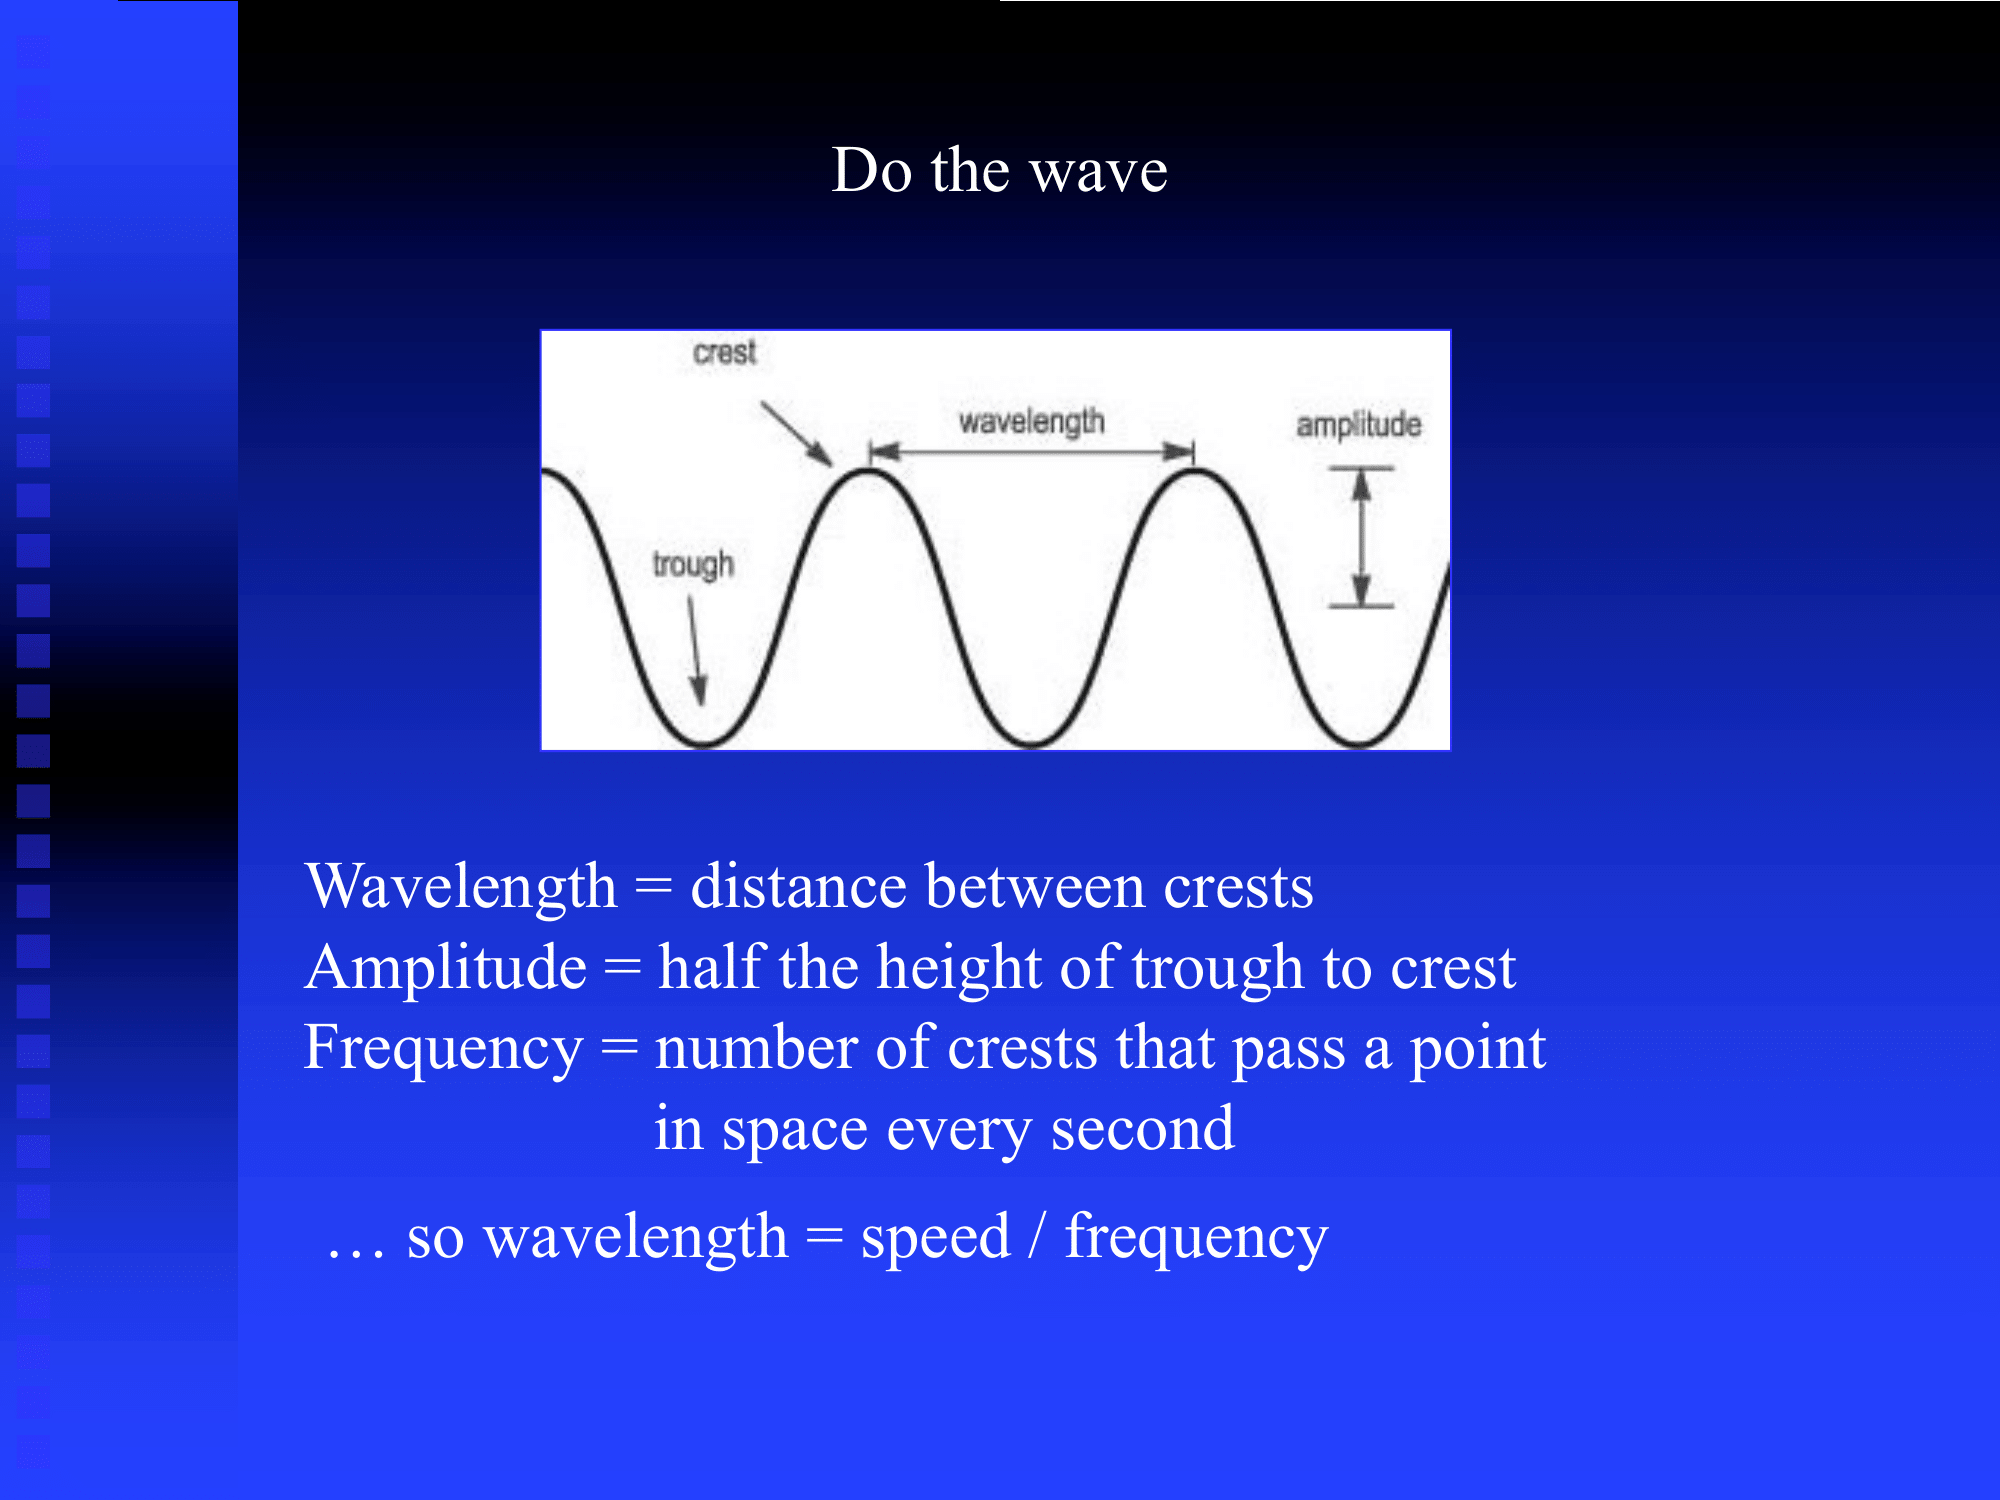 Do the wave
crest
wavelength
amplitude
trough
Wavelength = distance between crests
Amplitude = half the height of trough to crest
Frequency = number of crests that pass a point
in space every second
… so wavelength = speed / frequency